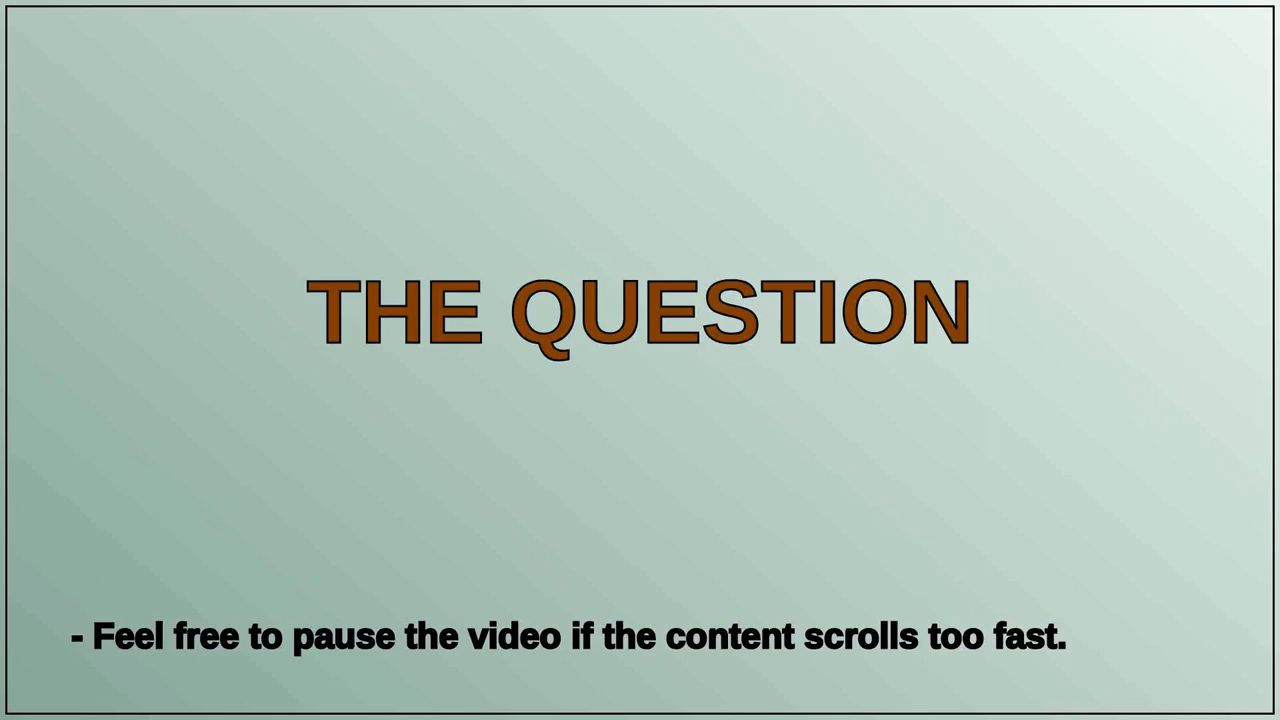 THE QUESTION
- Feel free to pause the video if the content scrolls too fast.